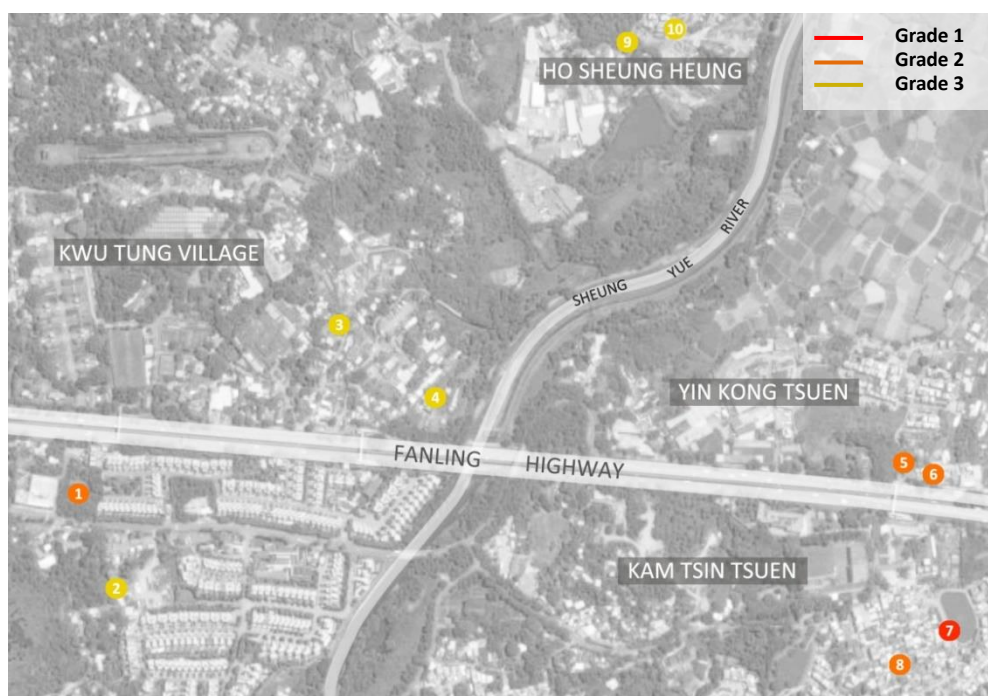 9
10
HO SHEUNG HEUNG
Grade 1
Grade 2
Grade 3
KWU TUNG VILLAGE
SHEUNG YUE RIVER
3
4
YIN KONG TSUEN
FANLING HIGHWAY
5
6
1
2
KAM TSIN TSUEN
7
8